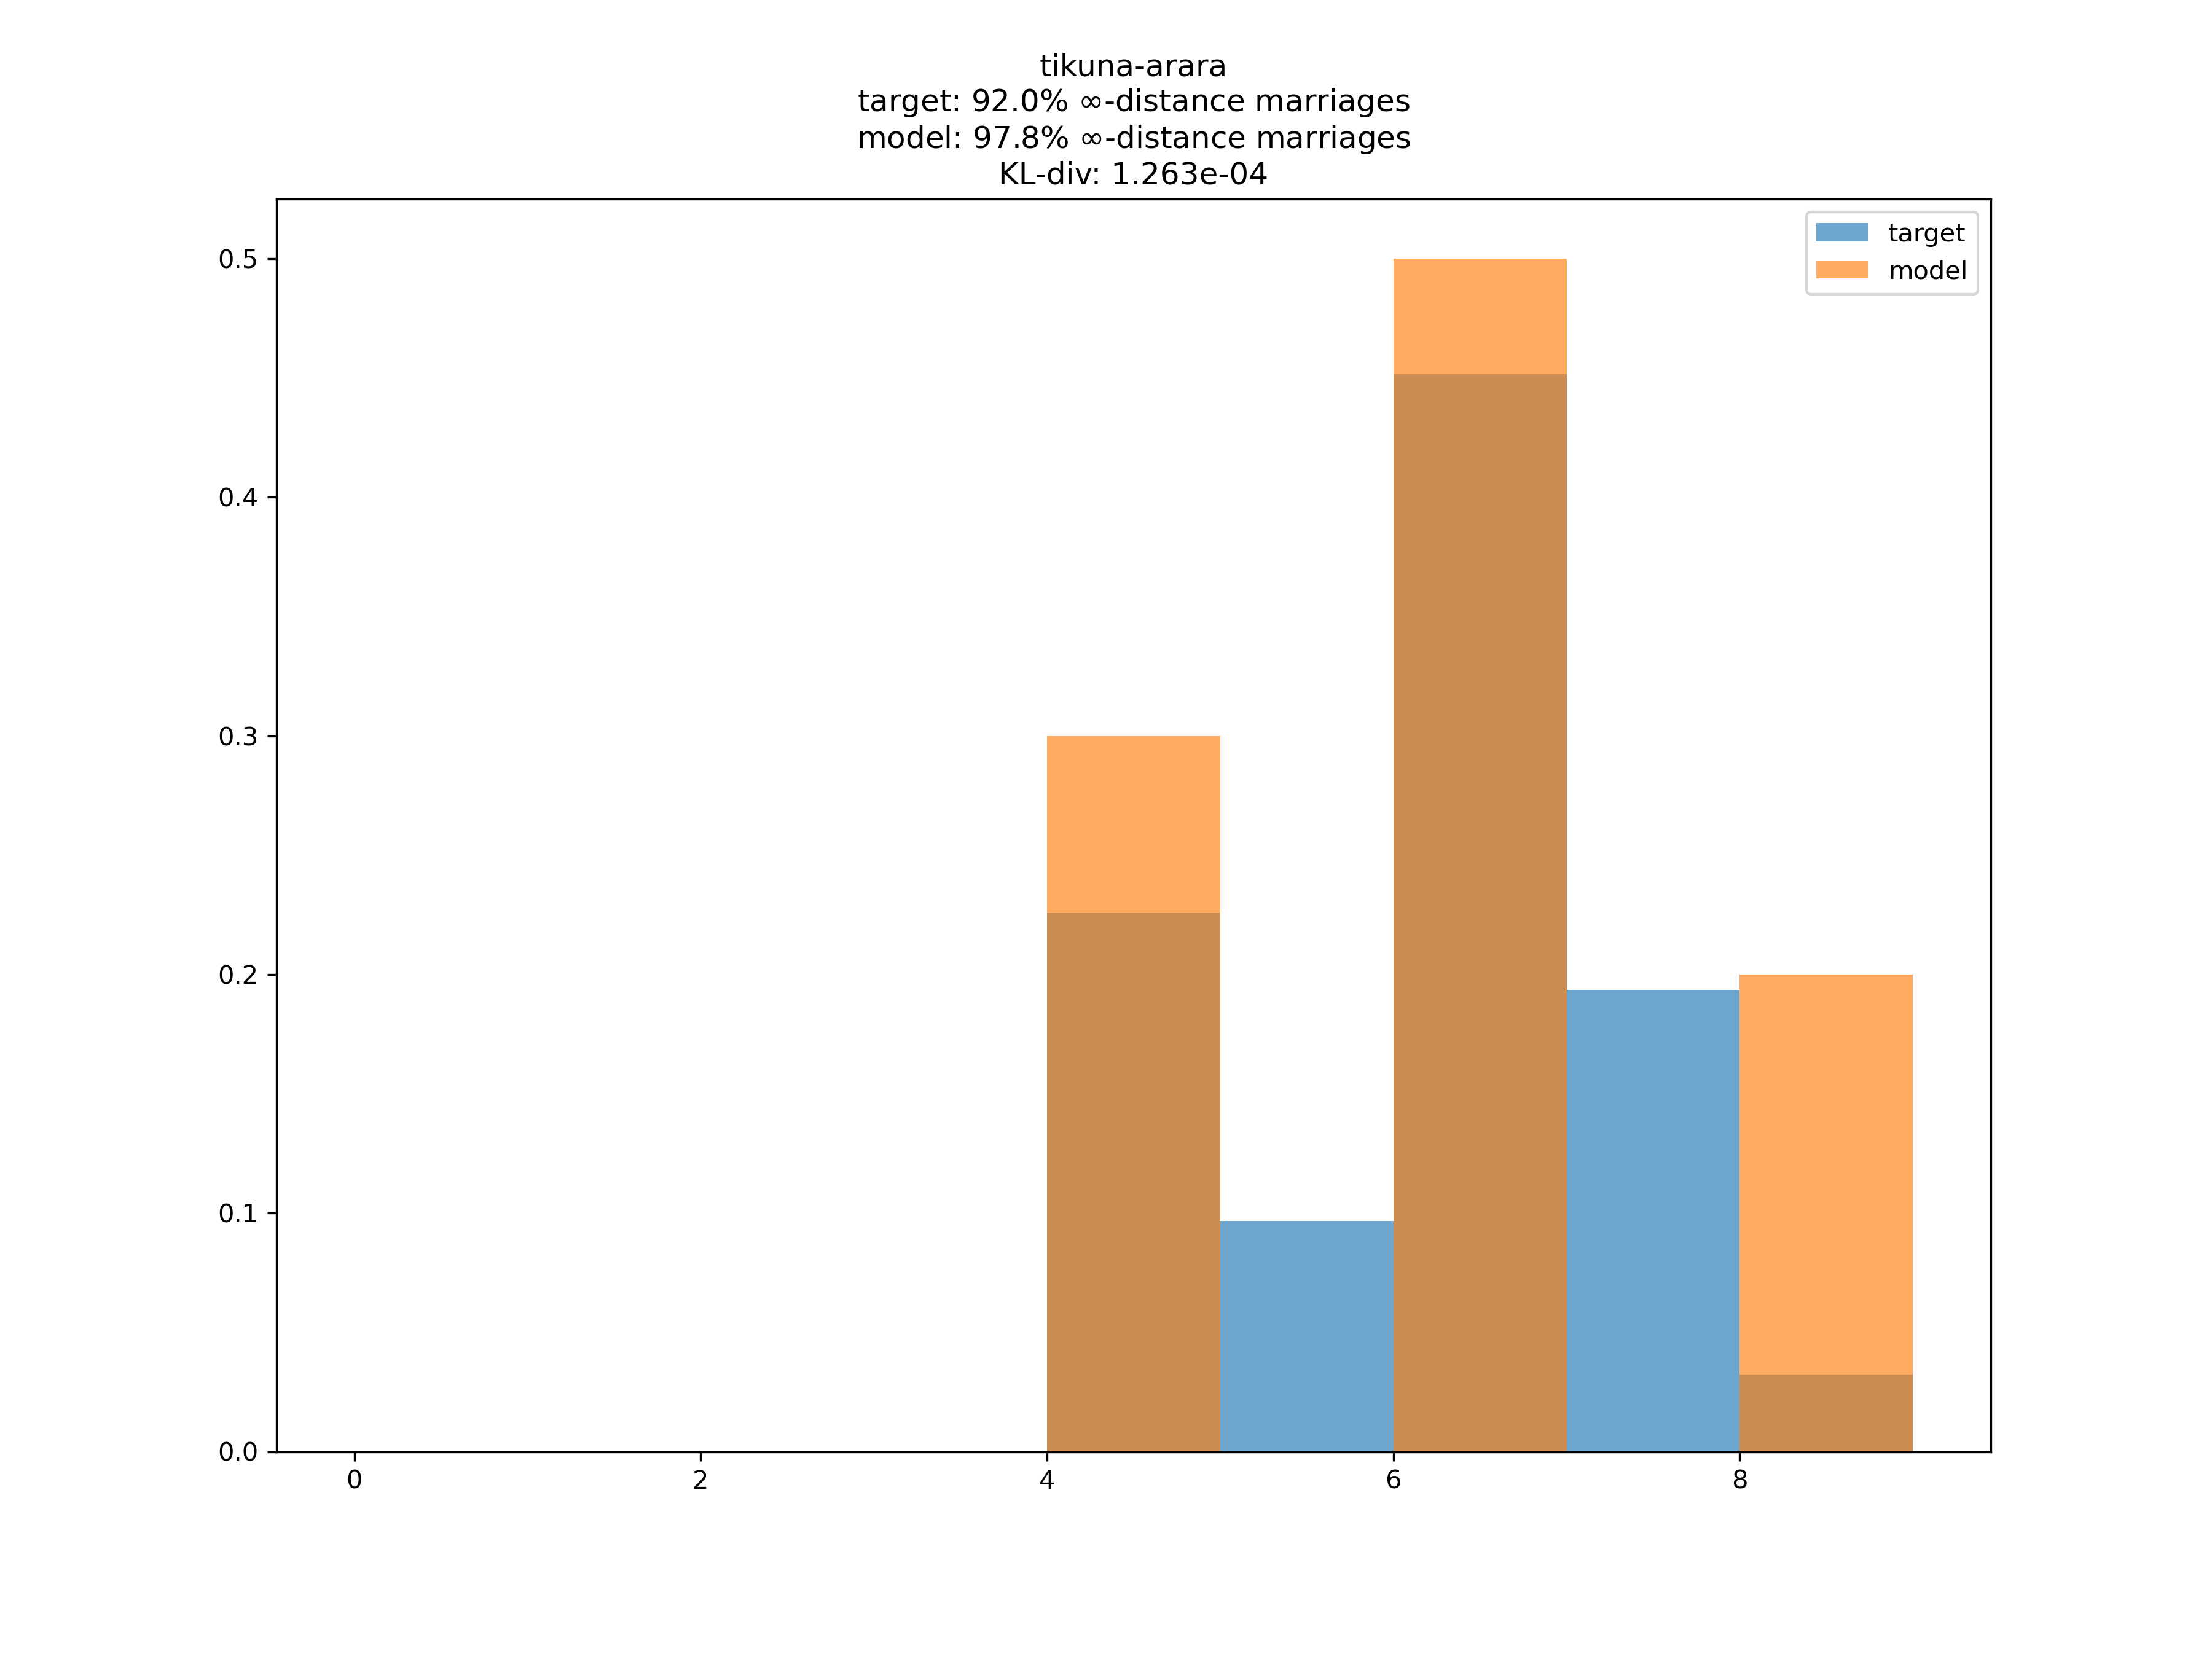 tikuna-arara
target: 92.0% ∞-distance marriages
model: 97.8% ∞-distance marriages
KL-div: 1.263e-04
target
model
0.5
0.4
0.3
0.2
0.1
0.0
0 2 4 6 8